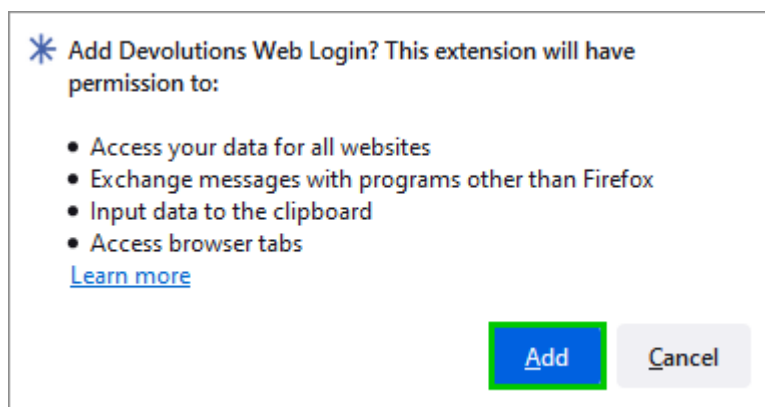 Add Devolutions Web Login? This extension will have
permission to:
• Access your data for all websites
• Exchange messages with programs other than Firefox
• Input data to the clipboard
• Access browser tabs
Learn more
Add Cancel